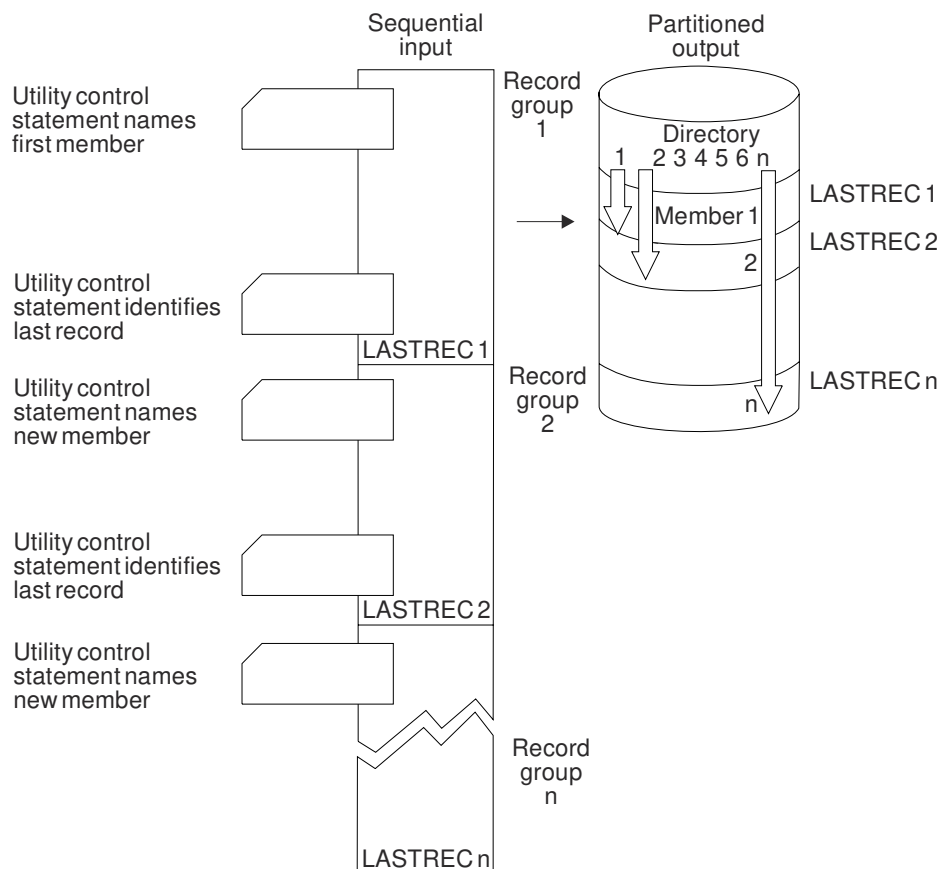 Sequential
input
Partitioned
output
Utility control
statement names
first member
Record
group
1
Directory
1 2 3 4 5 6 n
LASTREC 1
Member 1
LASTREC 2
2
Utility control
statement identifies
last record
LASTREC 1
Utility control
statement names
new member
Record
group
2
LASTREC n
n
Utility control
statement identifies
last record
LASTREC 2
Utility control
statement names
new member
Record
group
n
LASTREC n